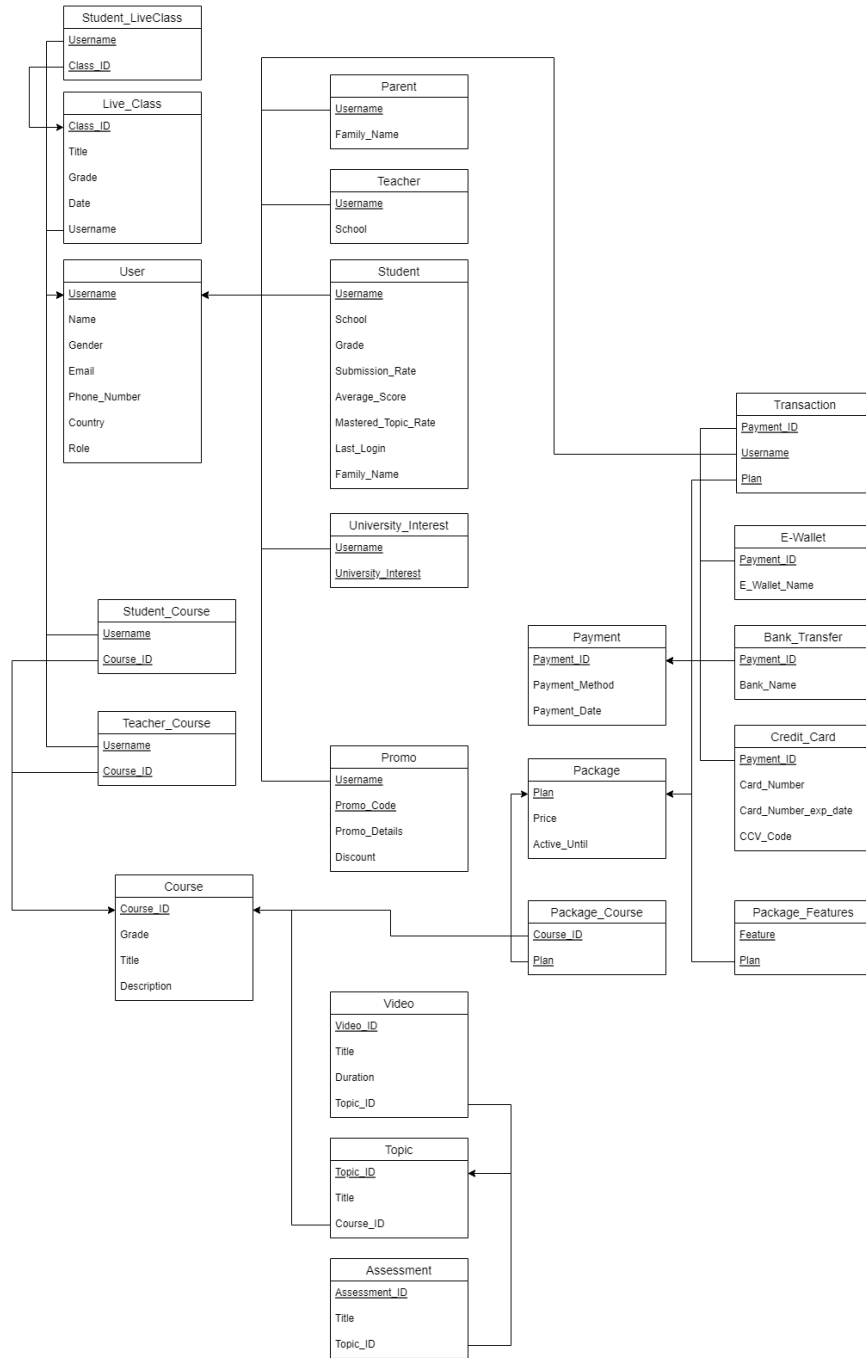 Student_LiveClass
Username
Class_ID
Live_Class
Class_ID
Title
Grade
Date
Username
User
Username
Name
Gender
Email
Phone_Number
Country
Role
Parent
Username
Family_Name
Teacher
Username
School
Student
Username
School
Grade
Submission_Rate
Average_Score
Mastered_Topic_Rate
Last_Login
Family_Name
University_Interest
Username
University_Interest
Transaction
Payment_ID
Username
Plan
E-Wallet
Payment_ID
E_Wallet_Name
Student_Course
Username
Course_ID
Teacher_Course
Username
Course_ID
Payment
Payment_ID
Payment_Method
Payment_Date
Bank_Transfer
Payment_ID
Bank_Name
Credit_Card
Payment_ID
Card_Number
Card_Number_exp_date
CCV_Code
Promo
Username
Promo_Code
Promo_Details
Discount
Package
Plan
Price
Active_Until
Course
Course_ID
Grade
Title
Description
Package_Course
Course_ID
Plan
Package_Features
Feature
Plan
Video
Video_ID
Title
Duration
Topic_ID
Topic
Topic_ID
Title
Course_ID
Assessment
Assessment_ID
Title
Topic_ID